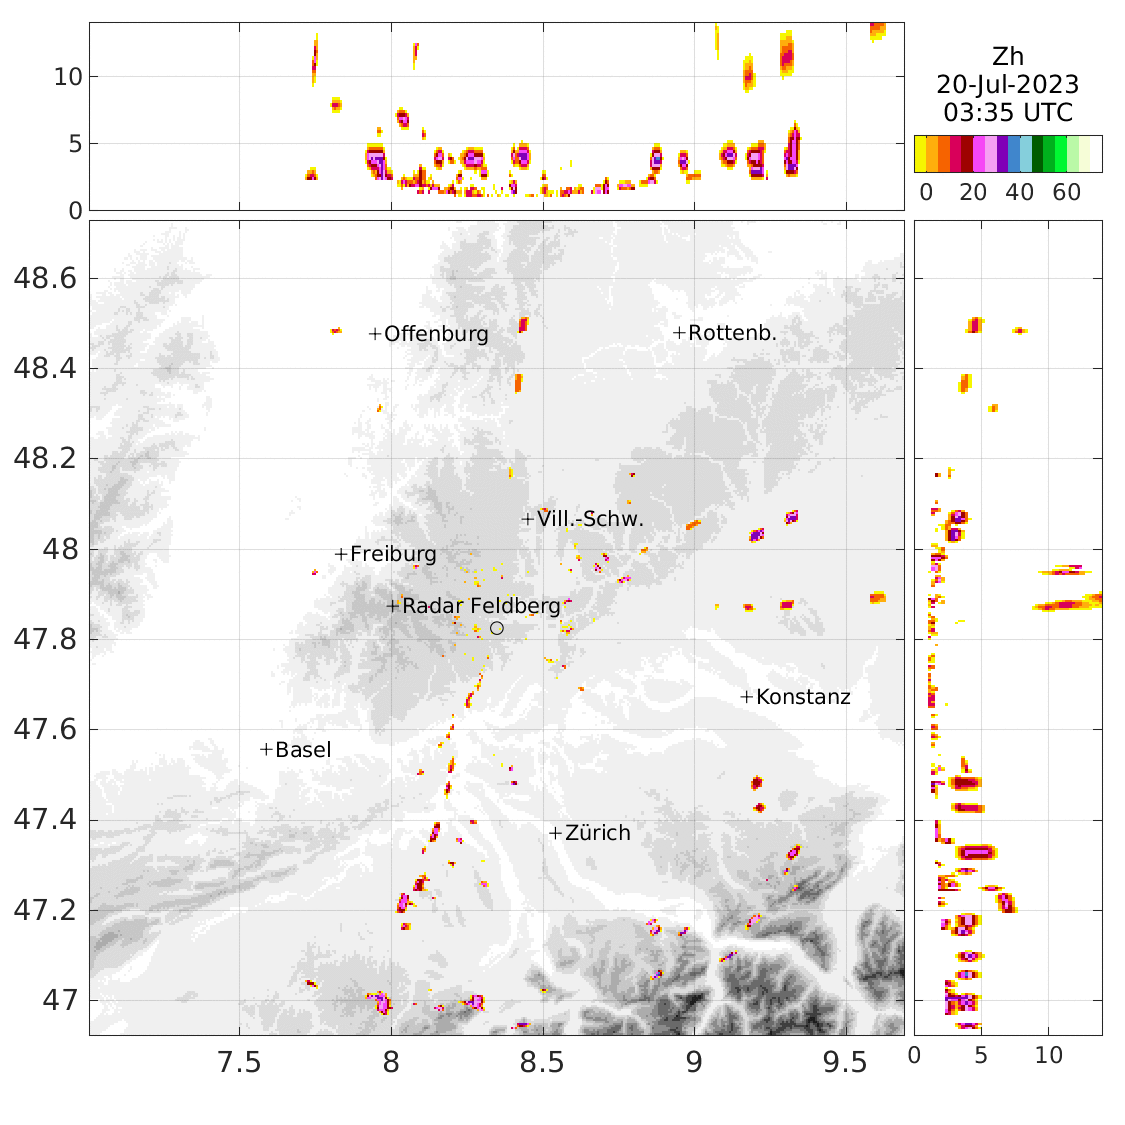 Zh
20-Jul-2023
03:35 UTC
0 20 40 60
10
5
0
48.6
48.4
48.2
48
47.8
47.6
47.4
47.2
47
Offenburg
Rottenb.
Vill.-Schw.
Freiburg
Radar Feldberg
Konstanz
Basel
Zürich
7.5 8 8.5 9 9.5
0 5 10